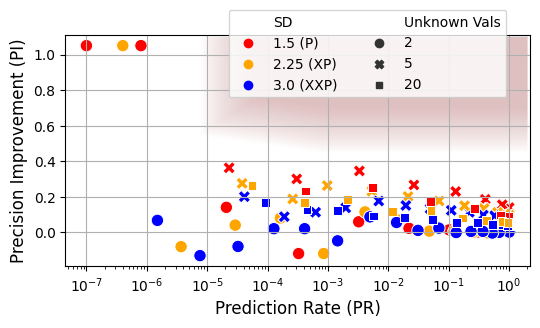 SD Unknown Vals
1.5 (P) 2
2.25 (XP) 5
3.0 (XXP) 20
Precision Improvement (PI)
1.0
0.8
0.6
0.4
0.2
0.0
10⁻⁷ 10⁻⁶ 10⁻⁵ 10⁻⁴ 10⁻³ 10⁻² 10⁻¹ 10⁰
Prediction Rate (PR)